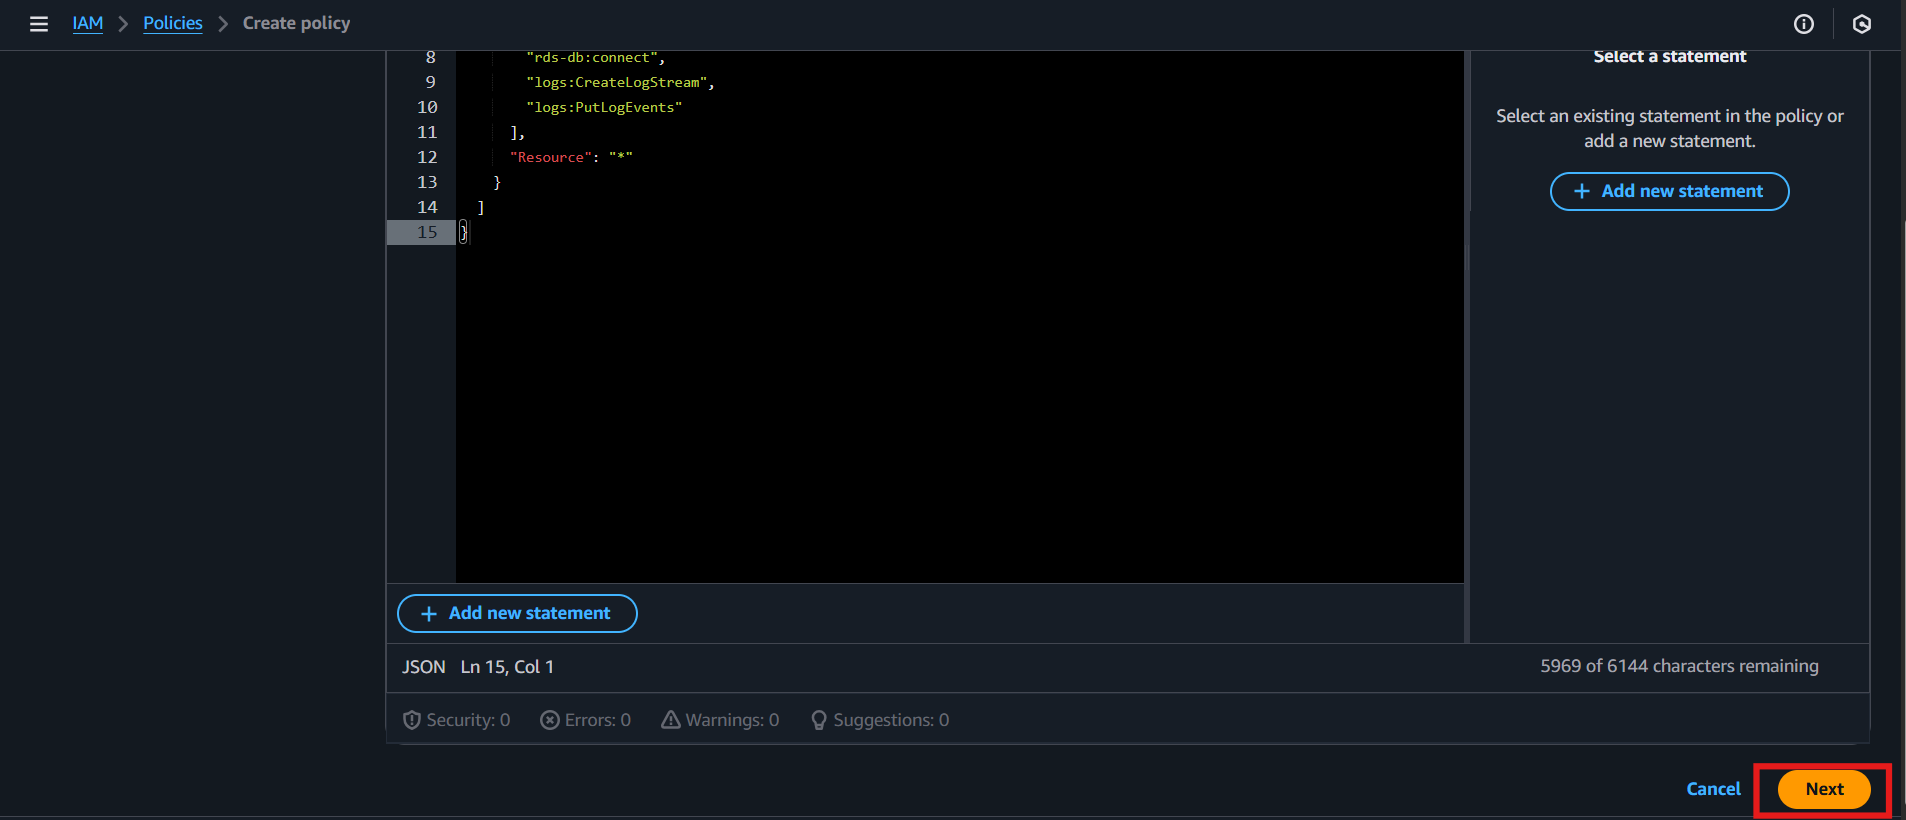 IAM > Policies > Create policy
8 "rds-db:connect",
9 "logs:CreateLogStream",
10 "logs:PutLogEvents"
11 ],
12 "Resource": "*"
13 }
14 ]
15 }
Select a statement
Select an existing statement in the policy or
add a new statement.
+ Add new statement
+ Add new statement
JSON Ln 15, Col 1
5969 of 6144 characters remaining
Security: 0 Errors: 0 Warnings: 0 Suggestions: 0
Cancel Next